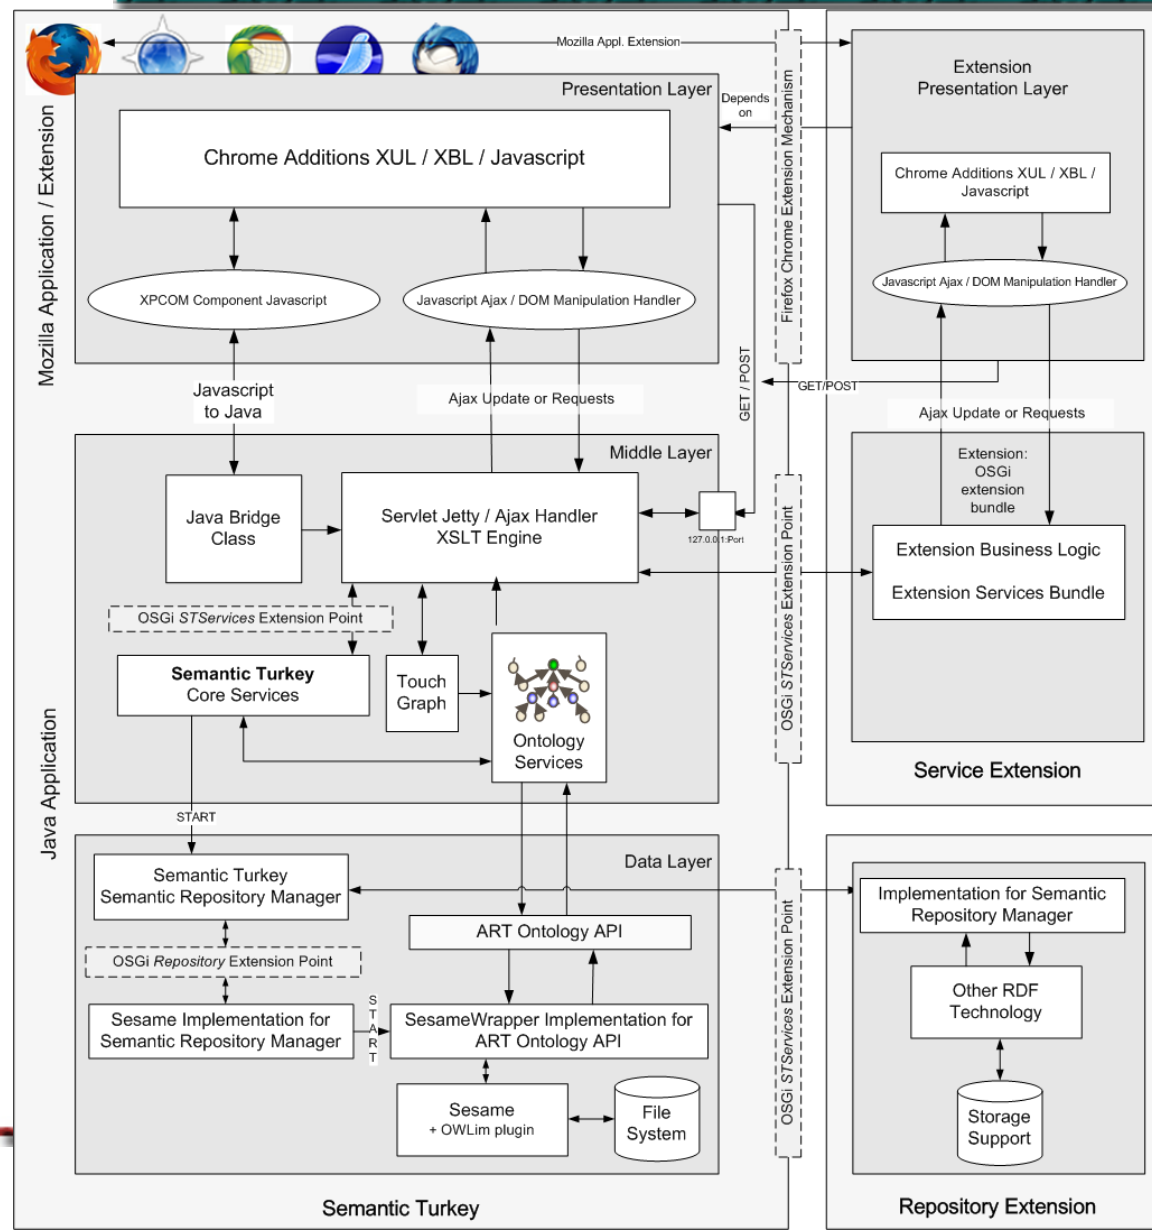 Mozilla Appl. Extension
Mozilla Application / Extension
Presentation Layer
Chrome Additions XUL / XBL / Javascript
XPCOM Component Javascript
Javascript Ajax / DOM Manipulation Handler
Depends
on
Firefox Chrome Extension Mechanism
Extension
Presentation Layer
Chrome Additions XUL / XBL /
Javascript
Javascript Ajax / DOM Manipulation Handler
Javascript
to Java
Ajax Update or Requests
GET / POST
GET/POST
Ajax Update or Requests
Java Application
Middle Layer
Java Bridge
Class
Servlet Jetty / Ajax Handler
XSLT Engine
127.0.0.1:Port
OSGi STServices Extension Point
Semantic Turkey
Core Services
Touch
Graph
Ontology
Services
OSGi STServices Extension Point
Extension:
OSGi
extension
bundle
Extension Business Logic
Extension Services Bundle
Service Extension
START
Data Layer
Semantic Turkey
Semantic Repository Manager
OSGi Repository Extension Point
Sesame Implementation for
Semantic Repository Manager
START
ART Ontology API
SesameWrapper Implementation for
ART Ontology API
Sesame
+ OWLim plugin
File
System
OSGi STServices Extension Point
Implementation for Semantic
Repository Manager
Other RDF
Technology
Storage
Support
Semantic Turkey
Repository Extension